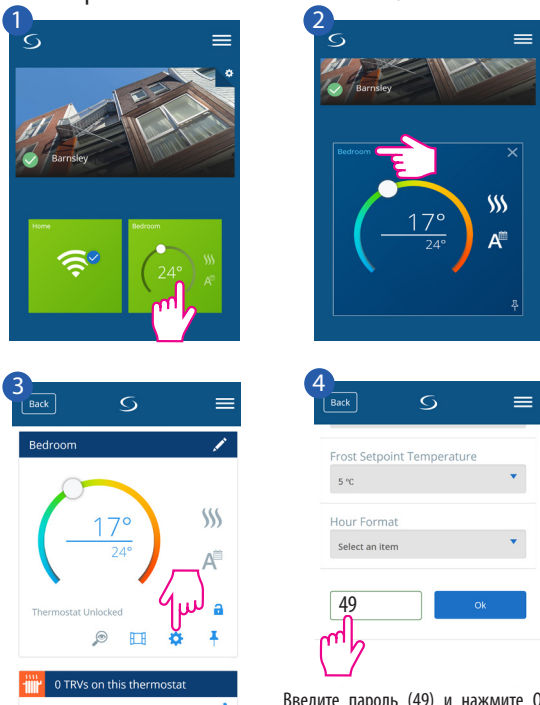 1
Barnsley
Home
Bedroom
24°
A
2
Barnsley
Bedroom
17°
24°
A
3
Back
Bedroom
17°
24°
A
Thermostat Unlocked
0 TRVs on this thermostat
4
Back
Frost Setpoint Temperature
5 ºC
Hour Format
Select an item
49
Ok
Введите пароль (49) и нажмите